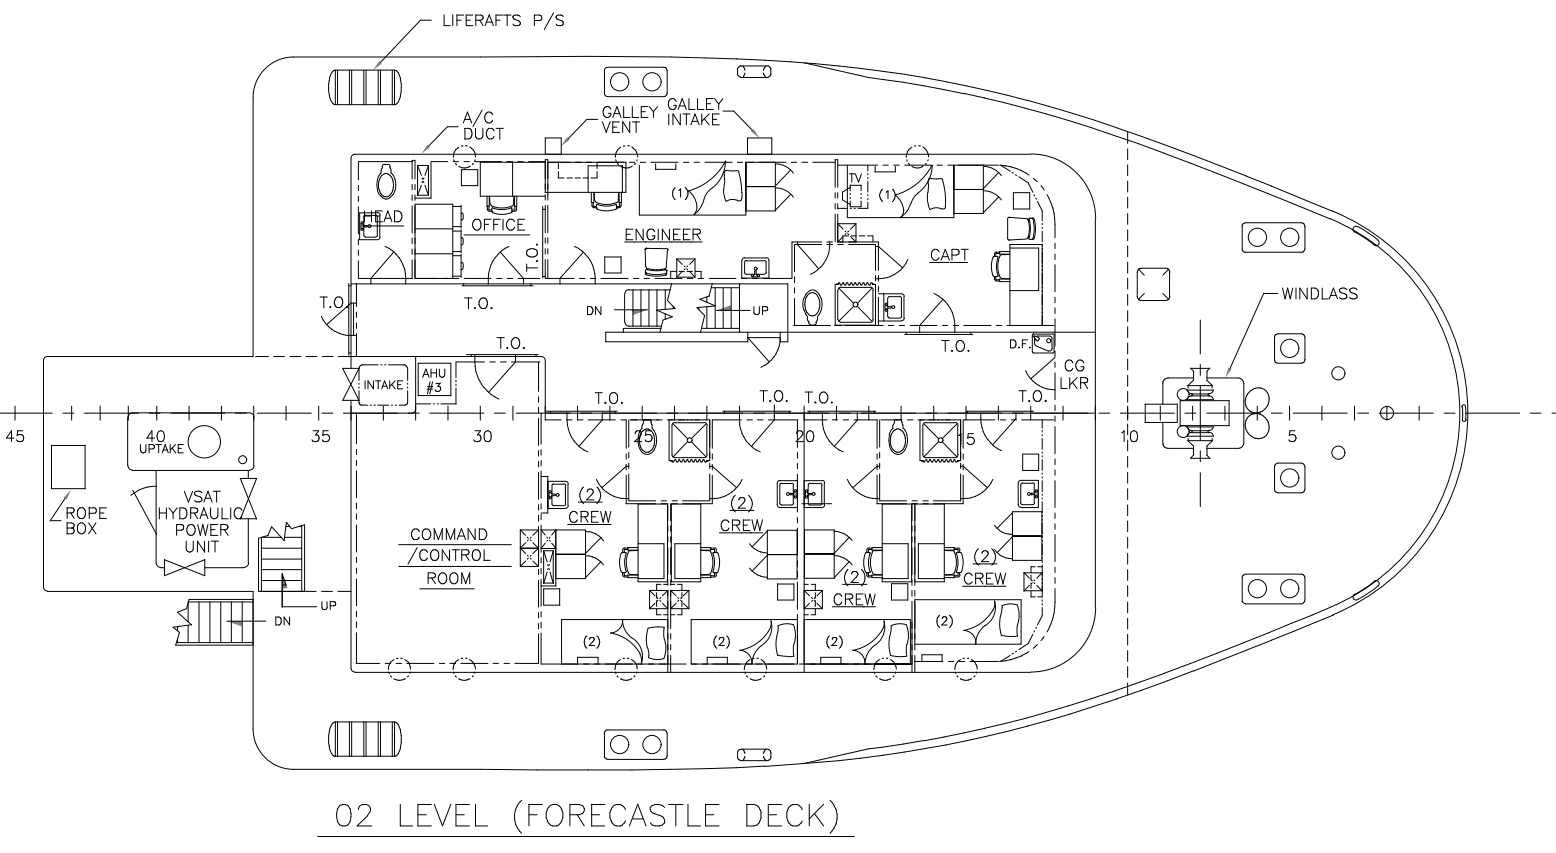 LIFERAFTS P/S
A/C
DUCT
GALLEY
VENT
GALLEY
INTAKE
HEAD
OFFICE
T.O.
ENGINEER
(1)
TV
(1)
CAPT
T.O.
T.O.
DN
UP
T.O.
T.O.
D.F.
WINDLASS
INTAKE
AHU
#3
CG
LKR
T.O.
T.O.
T.O.
T.O.
45
40
35
30
25
20
15
10
5
UPTAKE
ROPE
BOX
VSAT
HYDRAULIC
POWER
UNIT
UP
DN
COMMAND
/CONTROL
ROOM
(2)
CREW
(2)
CREW
(2)
CREW
(2)
CREW
(2)
(2)
(2)
(2)
02 LEVEL (FORECASTLE DECK)